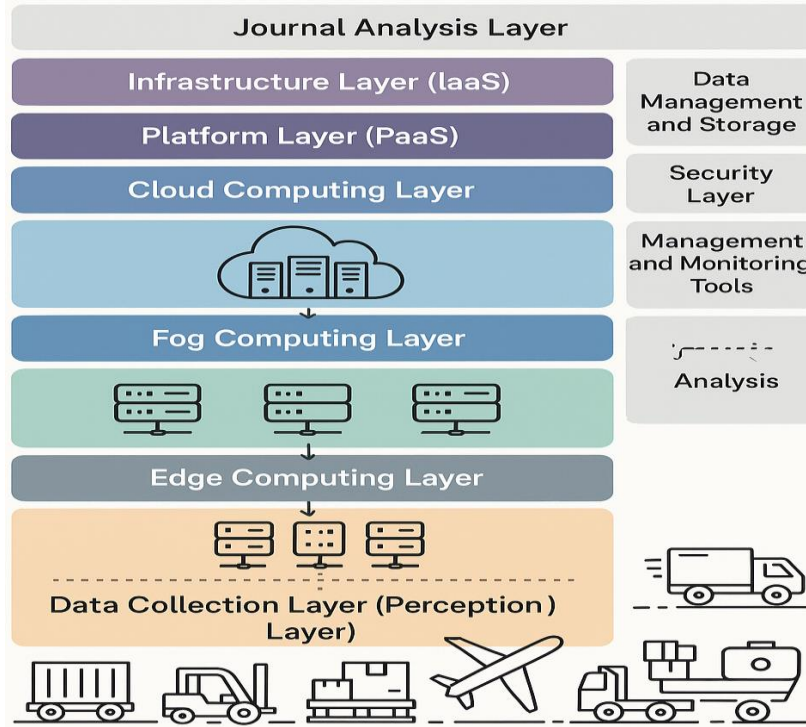 Journal Analysis Layer
Infrastructure Layer (IaaS)
Platform Layer (PaaS)
Cloud Computing Layer
Fog Computing Layer
Edge Computing Layer
Data Collection Layer (Perception)
Layer)
Data
Management
and Storage
Security
Layer
Management
and Monitoring
Tools
Analysis